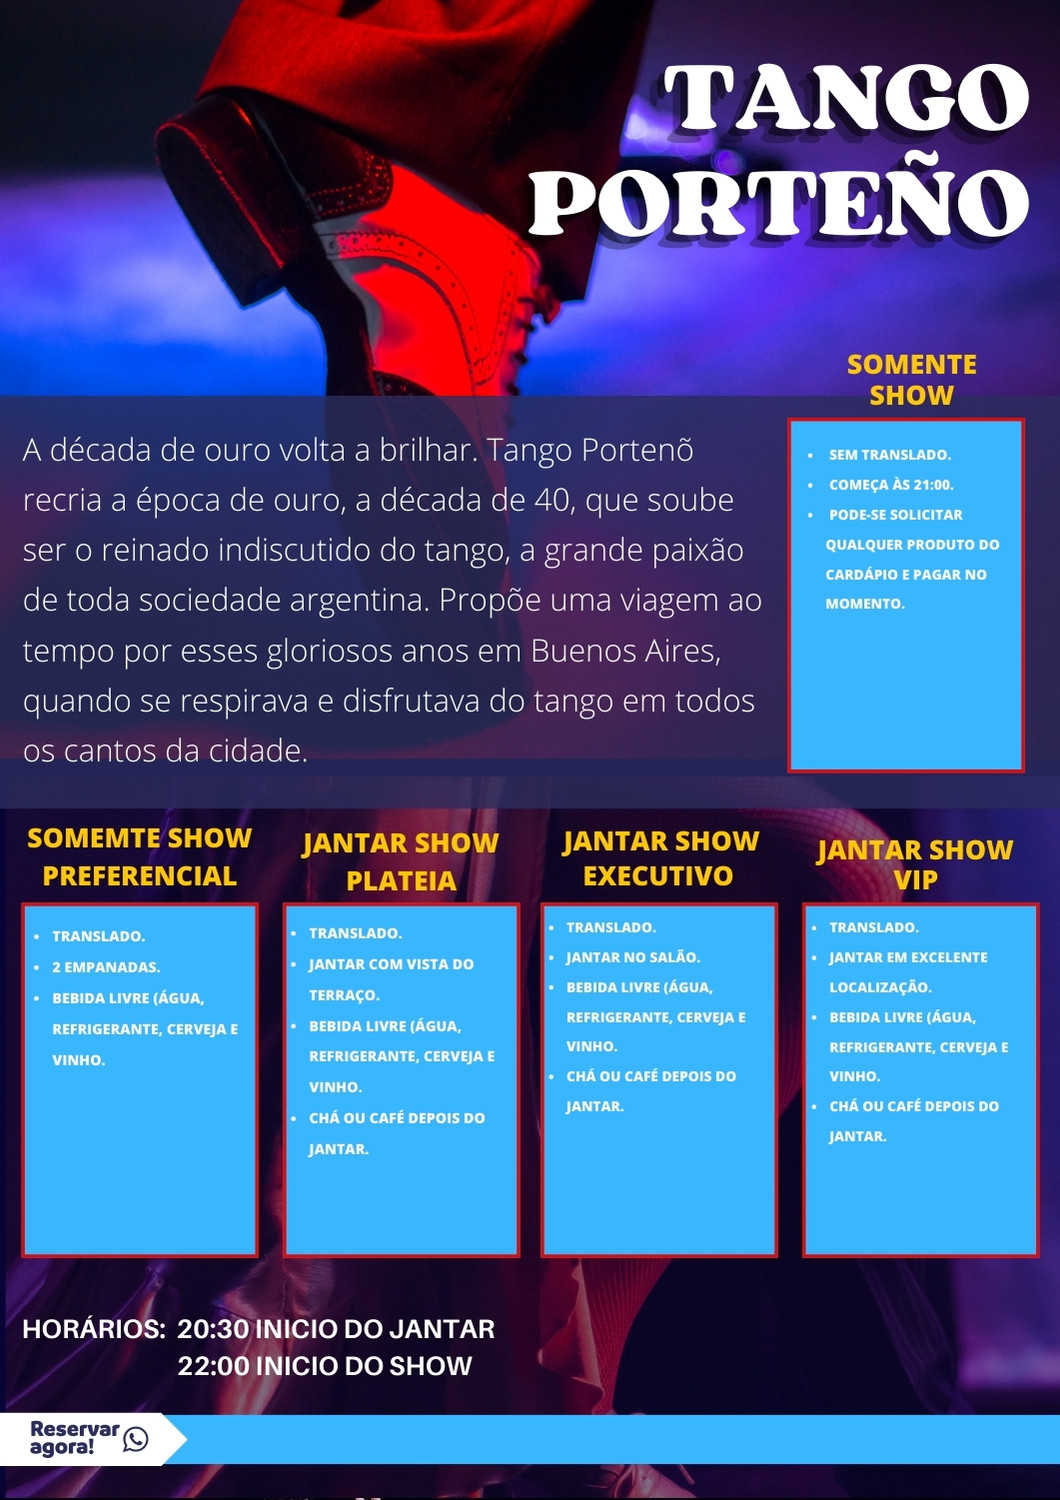 TANGO
PORTEÑO
SOMENTE
SHOW
• SEM TRANSLADO.
• COMEÇA ÀS 21:00.
• PODE-SE SOLICITAR
QUALQUER PRODUTO DO
CARDÁPIO E PAGAR NO
MOMENTO.
A década de ouro volta a brilhar. Tango Portenõ
recria a época de ouro, a década de 40, que soube
ser o reinado indiscutido do tango, a grande paixão
de toda sociedade argentina. Propõe uma viagem ao
tempo por esses gloriosos anos em Buenos Aires,
quando se respirava e disfrutava do tango em todos
os cantos da cidade.
SOMEMTE SHOW
PREFERENCIAL
• TRANSLADO.
• 2 EMPANADAS.
• BEBIDA LIVRE (ÁGUA,
REFRIGERANTE, CERVEJA E
VINHO.
JANTAR SHOW
PLATEIA
• TRANSLADO.
• JANTAR COM VISTA DO
TERRAÇO.
• BEBIDA LIVRE (ÁGUA,
REFRIGERANTE, CERVEJA E
VINHO.
• CHÁ OU CAFÉ DEPOIS DO
JANTAR.
JANTAR SHOW
EXECUTIVO
• TRANSLADO.
• JANTAR NO SALÃO.
• BEBIDA LIVRE (ÁGUA,
REFRIGERANTE, CERVEJA E
VINHO.
• CHÁ OU CAFÉ DEPOIS DO
JANTAR.
JANTAR SHOW
VIP
• TRANSLADO.
• JANTAR EM EXCELENTE
LOCALIZAÇÃO.
• BEBIDA LIVRE (ÁGUA,
REFRIGERANTE, CERVEJA E
VINHO.
• CHÁ OU CAFÉ DEPOIS DO
JANTAR.
HORÁRIOS: 20:30 INICIO DO JANTAR
22:00 INICIO DO SHOW
Reservar
agora!